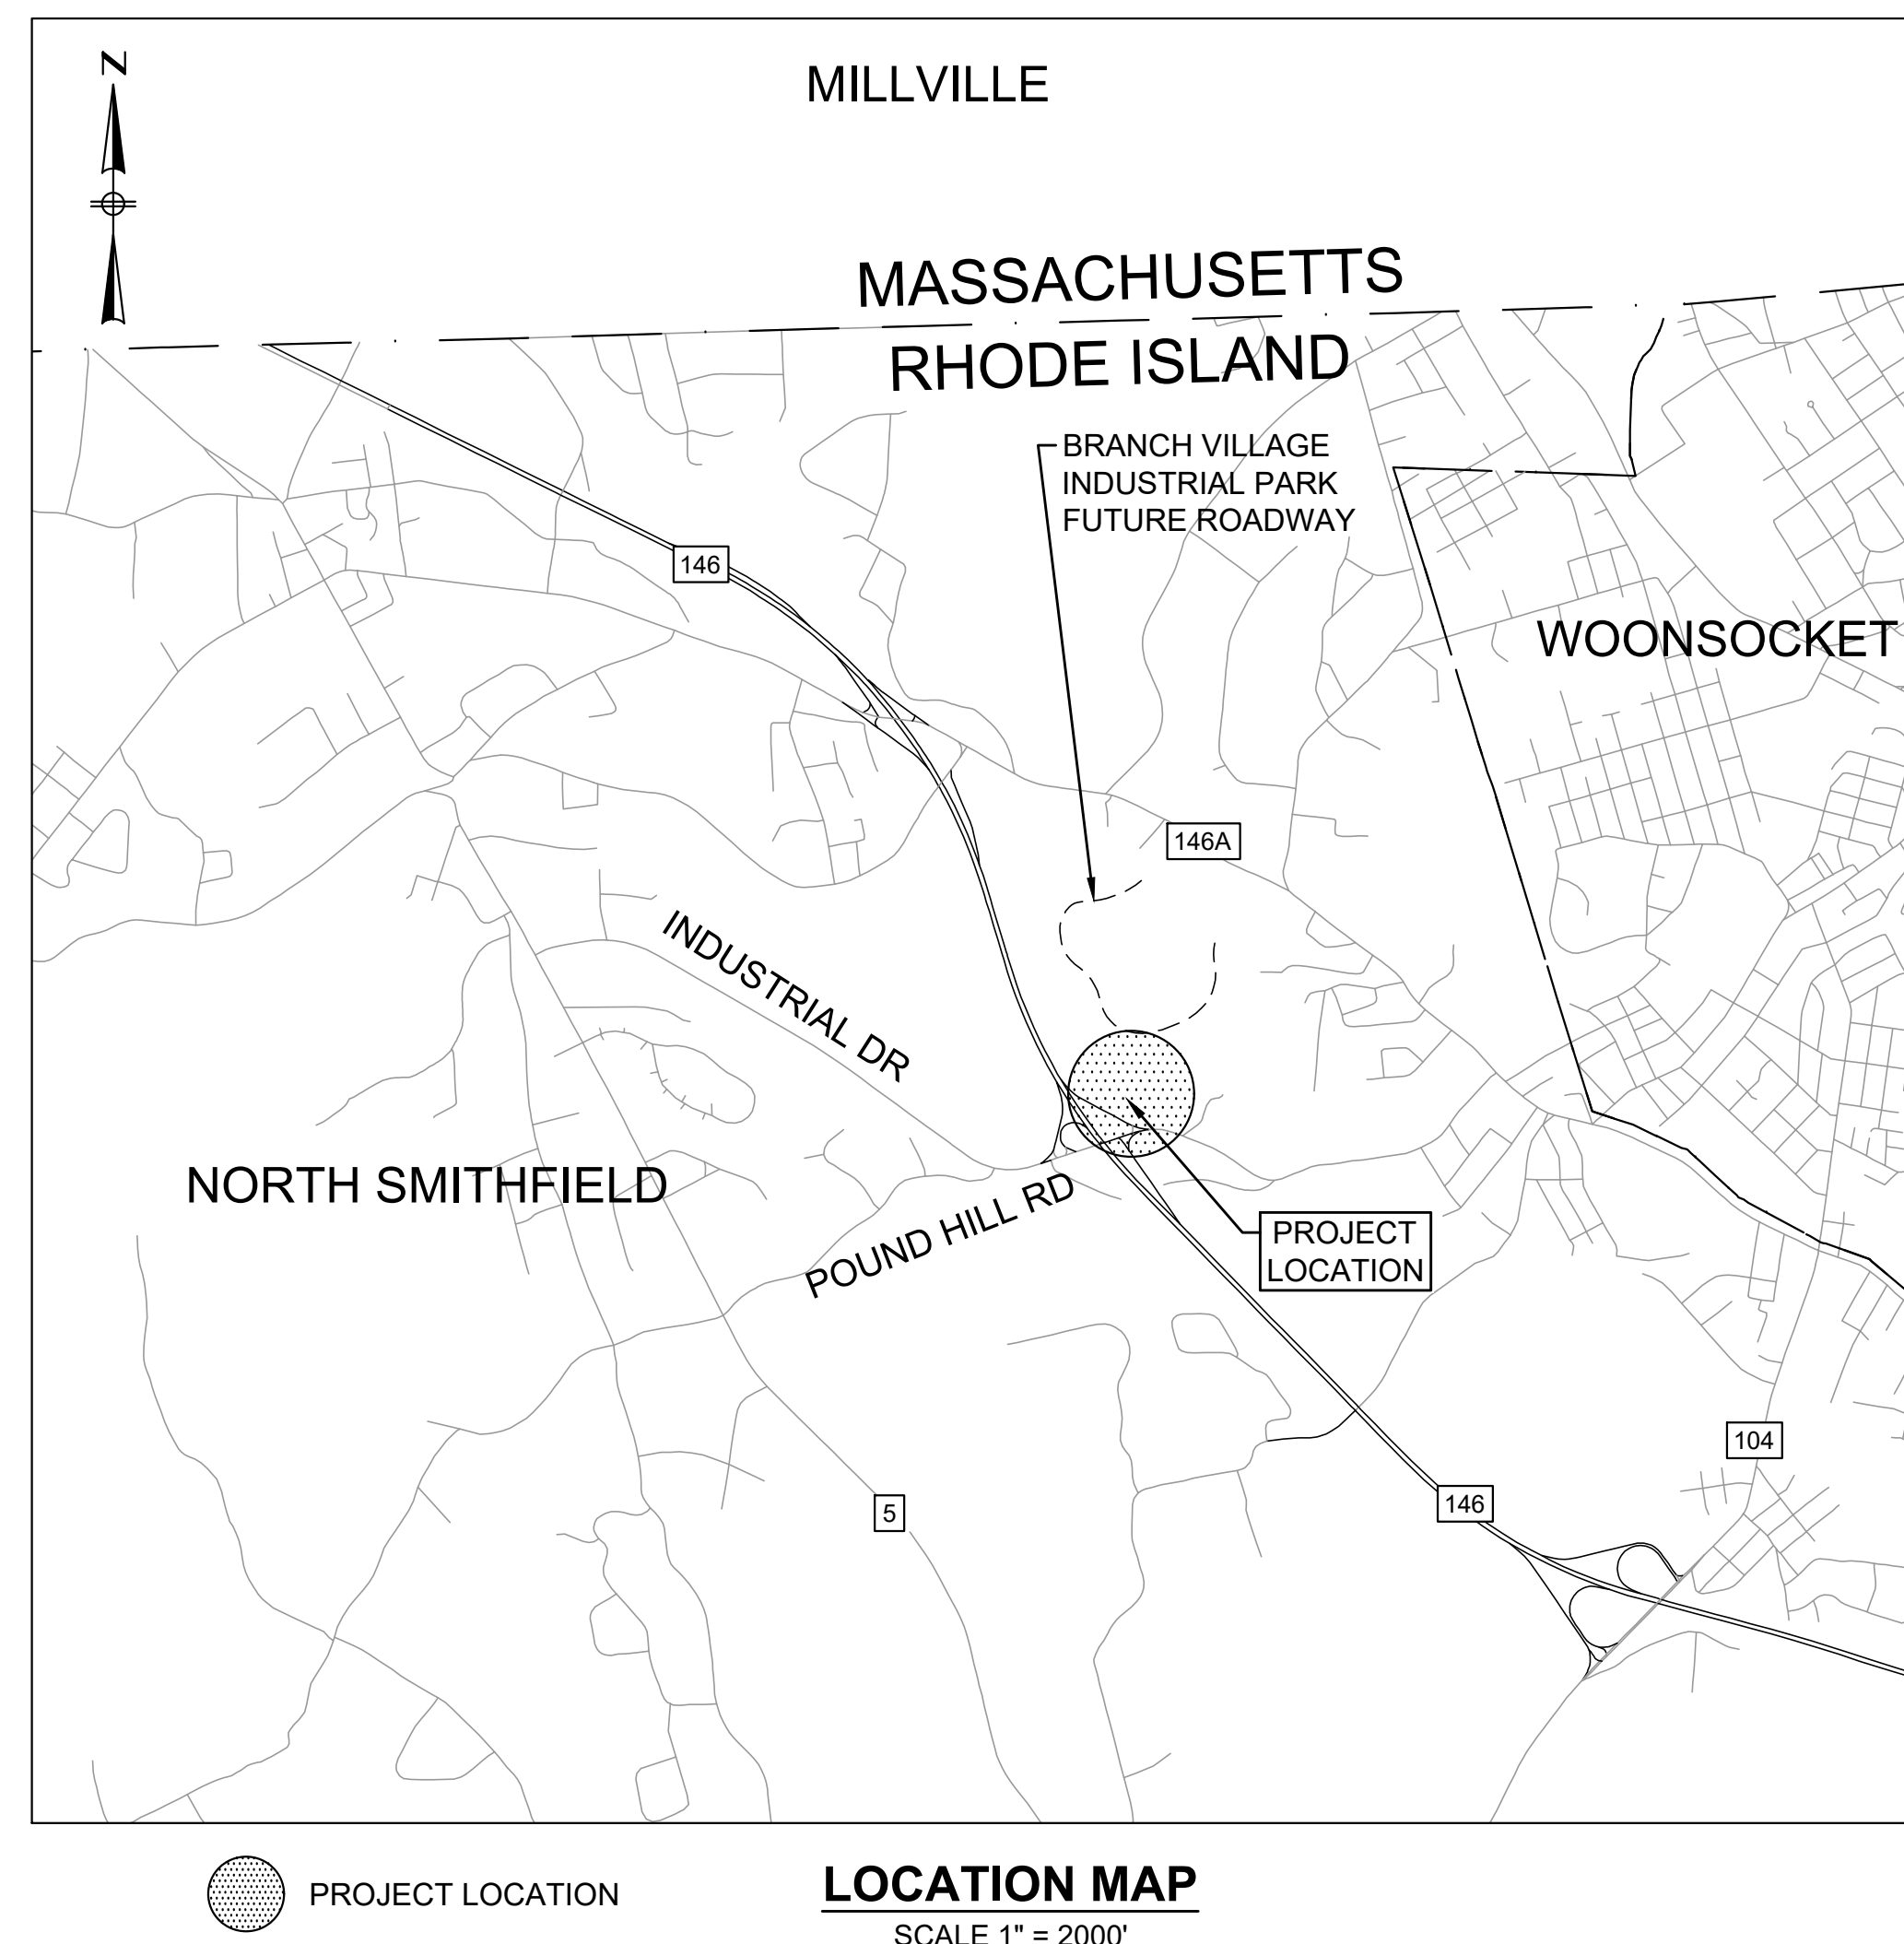 N
MILLVILLE
MASSACHUSETTS
RHODE ISLAND
BRANCH VILLAGE
INDUSTRIAL PARK
FUTURE ROADWAY
146
WOONSOCKET
146A
INDUSTRIAL DR
NORTH SMITHFIELD
POUND HILL RD
PROJECT
LOCATION
104
146
5
PROJECT LOCATION
LOCATION MAP
SCALE 1" = 2000'